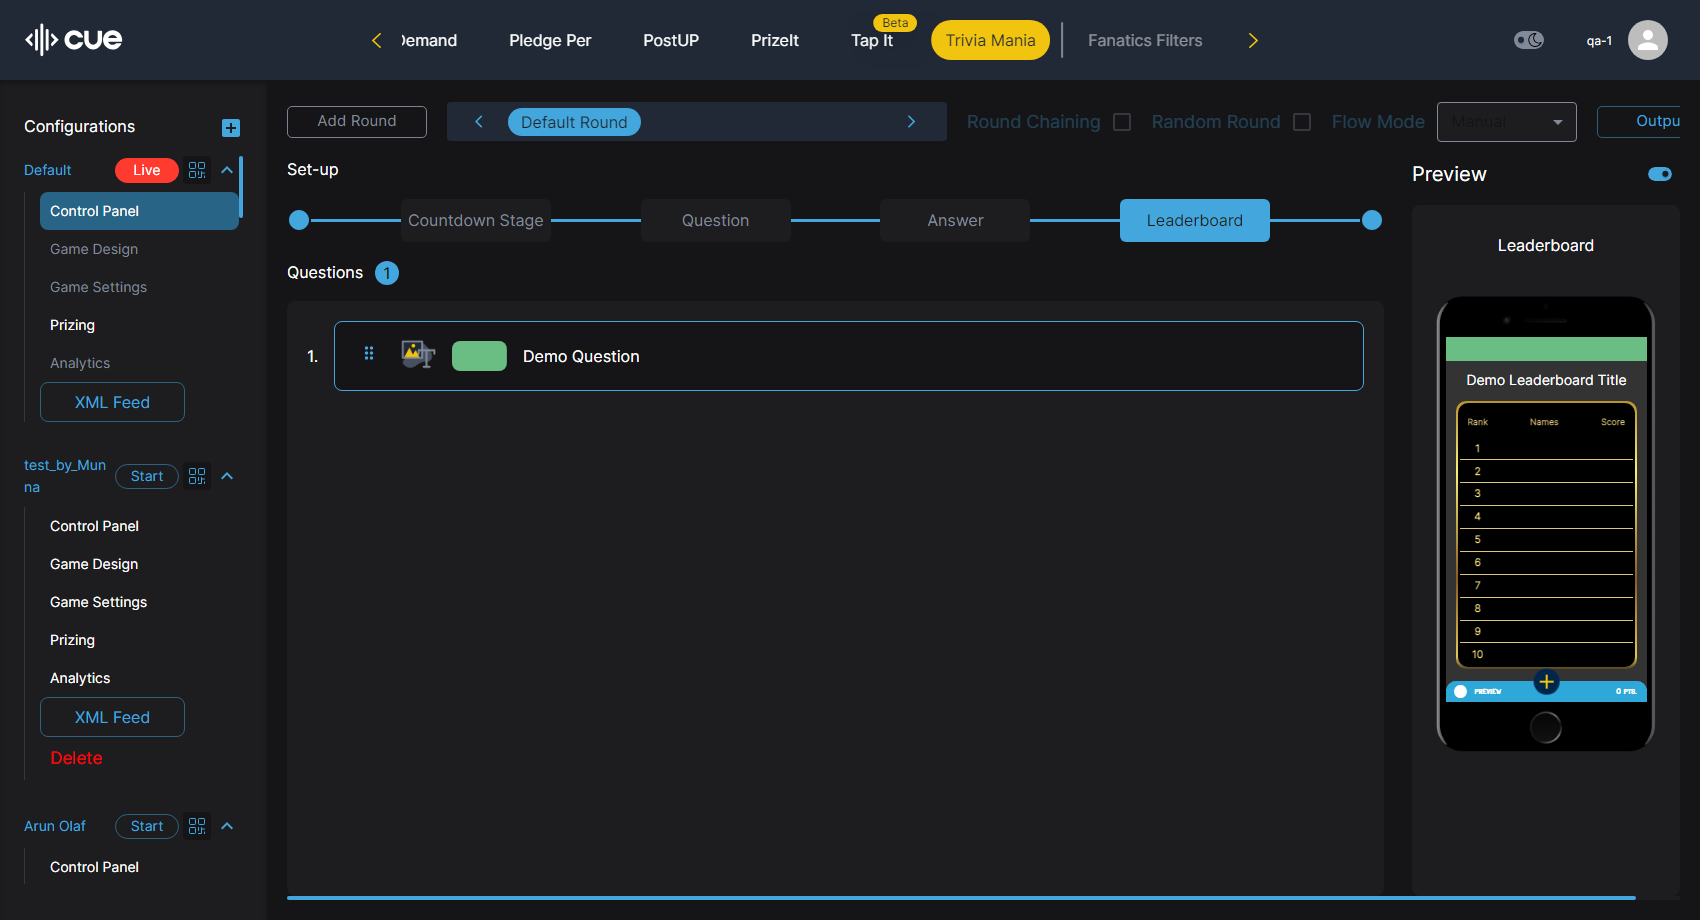 cue
Demand
Pledge Per
PostUP
PrizeIt
Tap It
Beta
Trivia Mania
Fanatics Filters
qa-1
Configurations
Default
Live
Control Panel
Game Design
Game Settings
Prizing
Analytics
XML Feed
test_by_Mun
na
Start
Control Panel
Game Design
Game Settings
Prizing
Analytics
XML Feed
Delete
Arun Olaf
Start
Control Panel
Add Round
Default Round
Round Chaining
Random Round
Flow Mode
Manual
Outpu
Set-up
Countdown Stage
Question
Answer
Leaderboard
Questions 1
1. Demo Question
Preview
Leaderboard
Demo Leaderboard Title
Rank Names Score
1
2
3
4
5
6
7
8
9
10
PREVIEW
0 PTS.